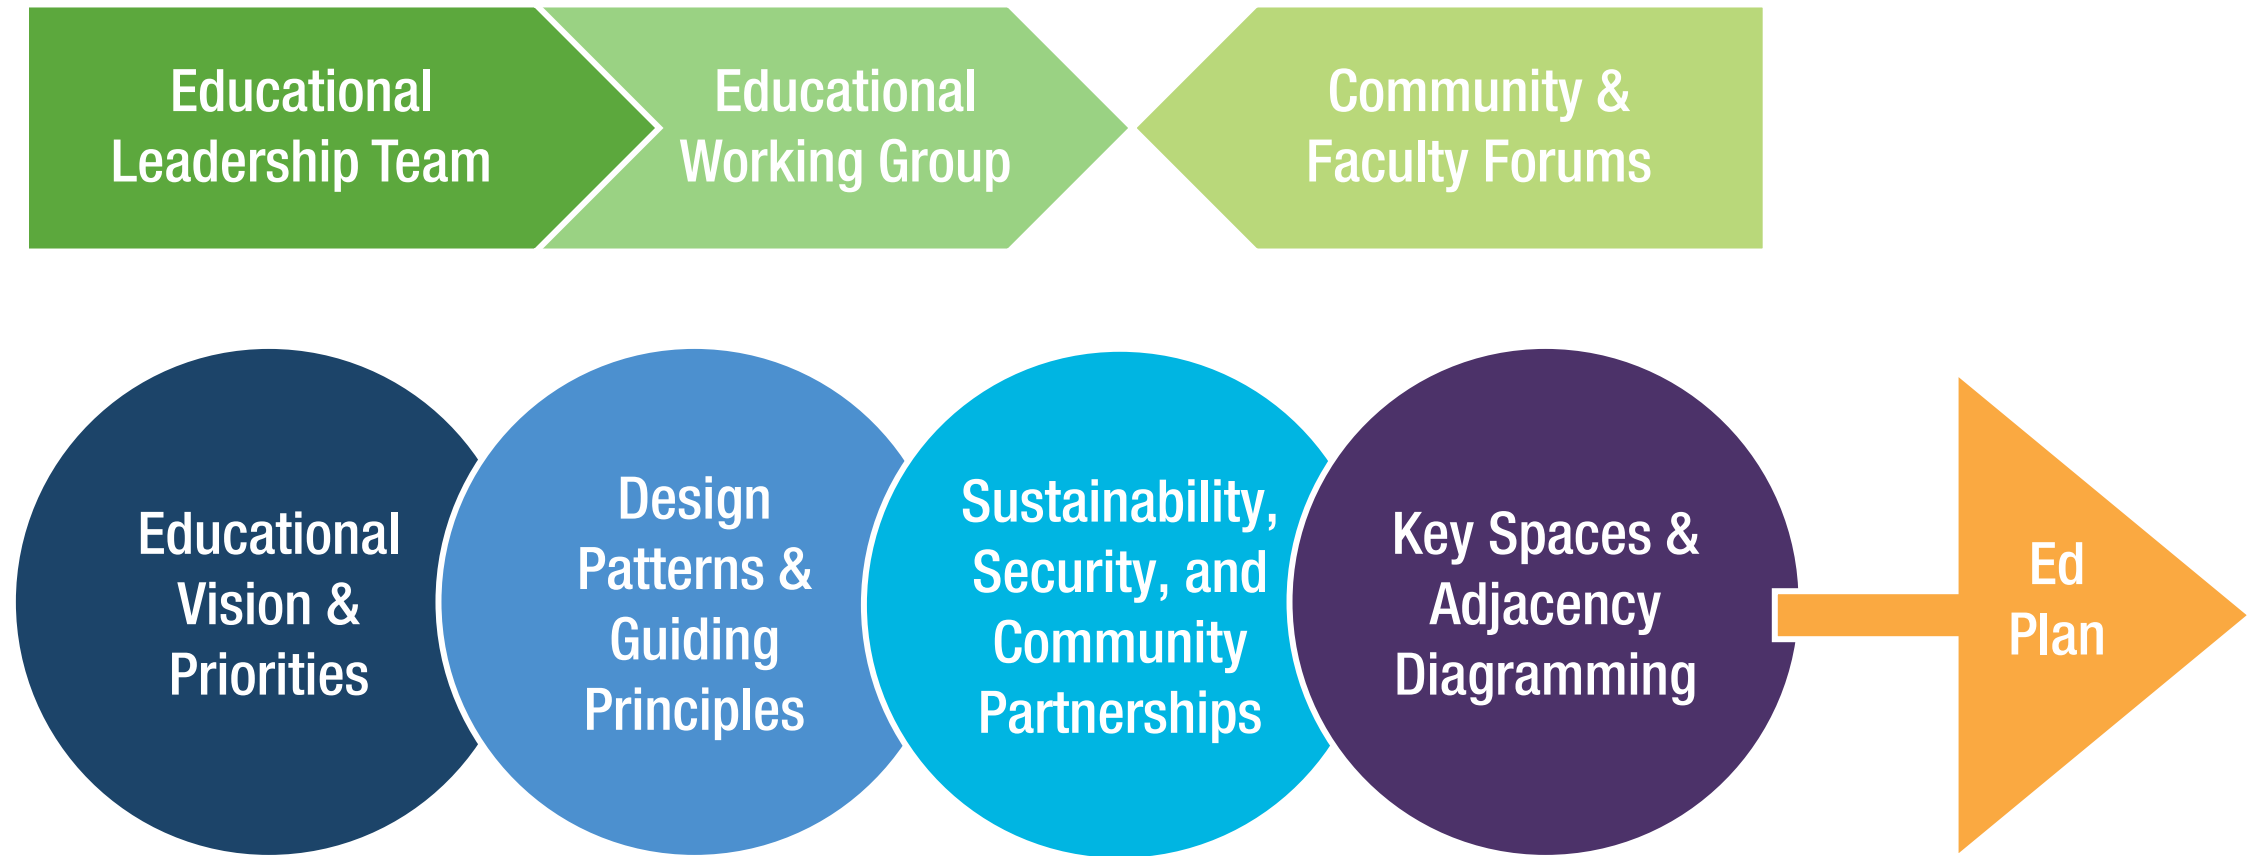 Educational
Leadership Team
Educational
Working Group
Community &
Faculty Forums
Educational
Vision &
Priorities
Design
Patterns &
Guiding
Principles
Sustainability,
Security, and
Community
Partnerships
Key Spaces &
Adjacency
Diagramming
Ed
Plan